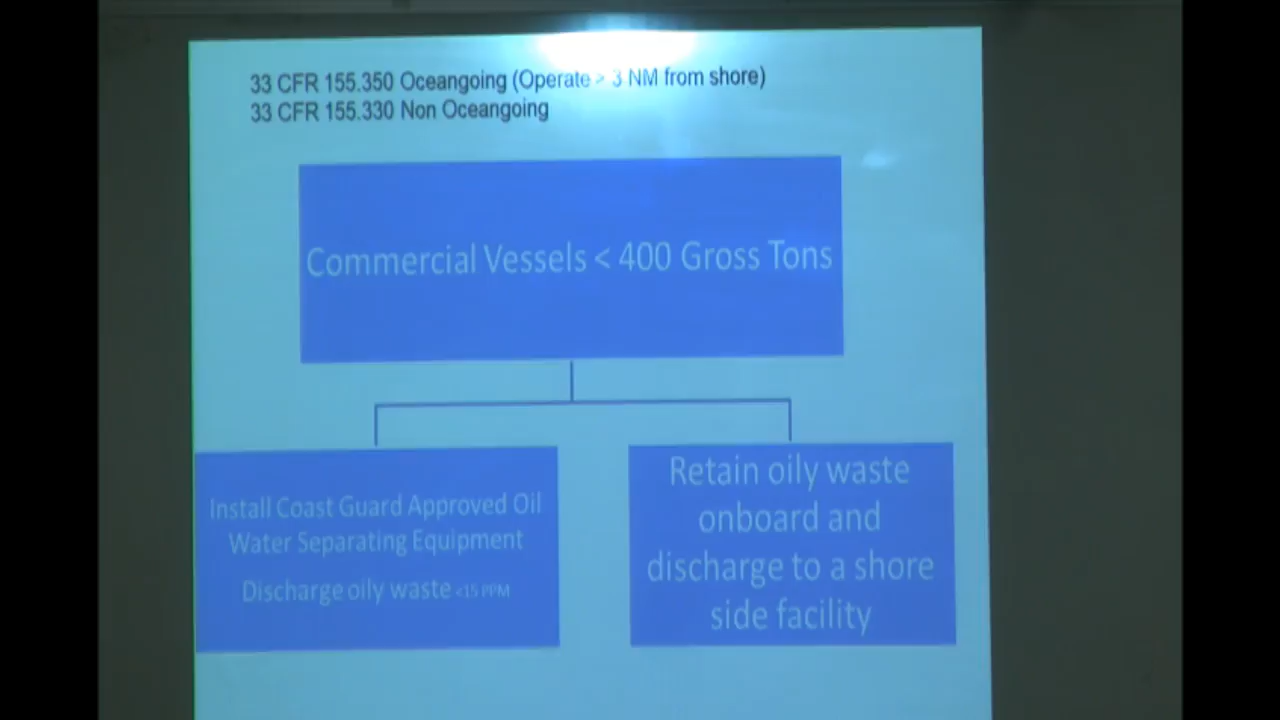 33 CFR 155.350 Oceangoing (Operate > 3 NM from shore)
33 CFR 155.330 Non Oceangoing
Commercial Vessels < 400 Gross Tons
Install Coast Guard Approved Oil
Water Separating Equipment
Discharge oily waste <15 PPM
Retain oily waste
onboard and
discharge to a shore
side facility